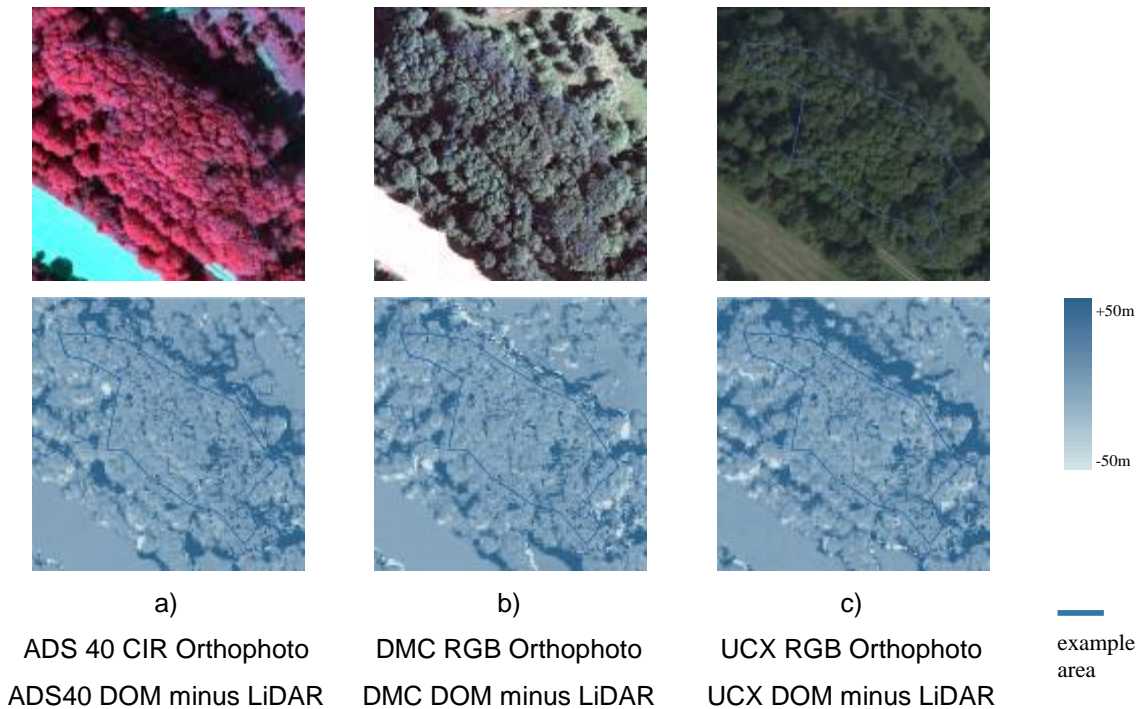 +50m
-50m
a)
b)
c)
ADS 40 CIR Orthophoto
DMC RGB Orthophoto
UCX RGB Orthophoto
example
area
ADS40 DOM minus LiDAR
DMC DOM minus LiDAR
UCX DOM minus LiDAR